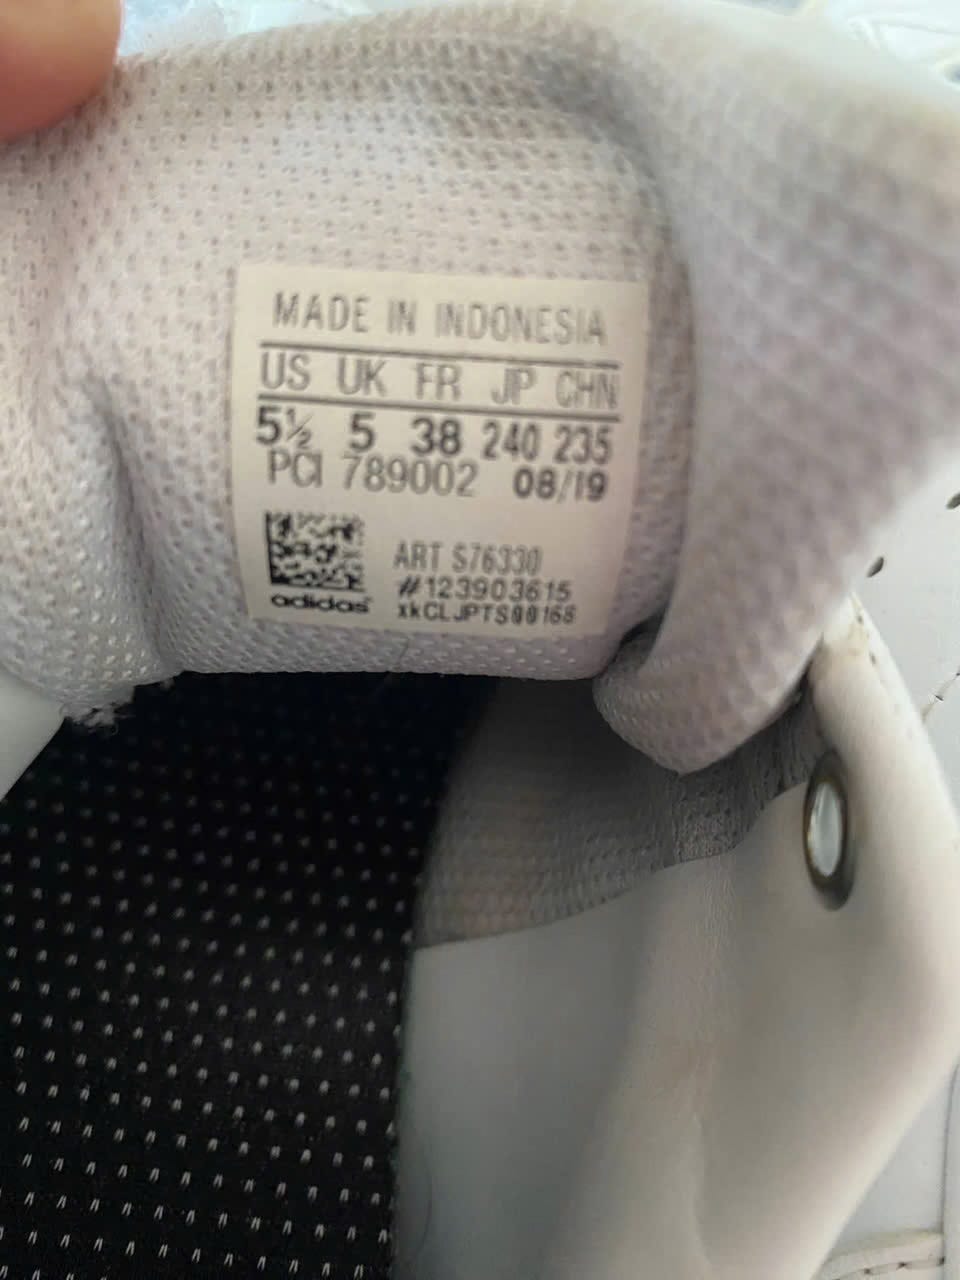 MADE IN INDONESIA
US UK FR JP CHN
5½ 5 38 240 235
PCI 789002 08/19
ART S76330
#123903615
adidas xkCLJPTS00168